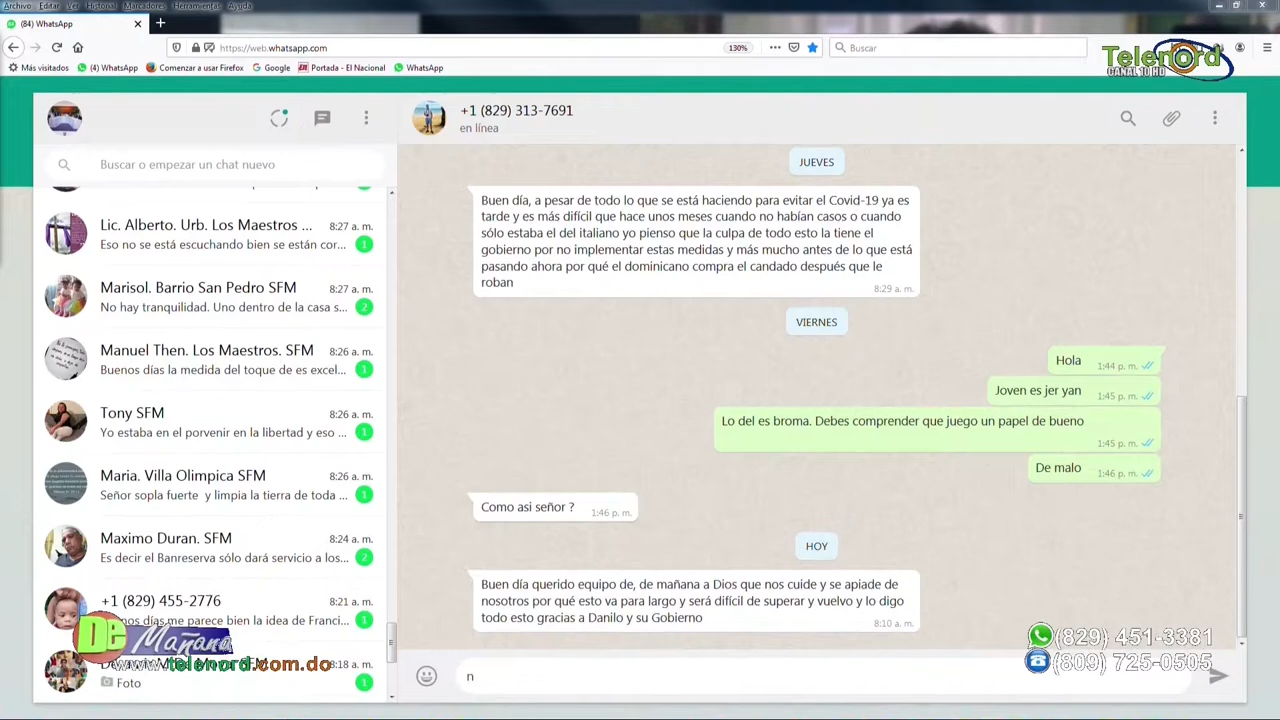 Archivo Editar Ver Historial Marcadores Herramientas Ayuda
(84) WhatsApp
https://web.whatsapp.com
130%
Buscar
Más visitados (4) WhatsApp Comenzar a usar Firefox Google Portada - El Nacional WhatsApp
Telenord
CANAL 10 HD
+1 (829) 313-7691
en línea
Buscar o empezar un chat nuevo
Lic. Alberto. Urb. Los Maestros ... 8:27 a. m.
Eso no se está escuchando bien se están cor... 1
Marisol. Barrio San Pedro SFM 8:27 a. m.
No hay tranquilidad. Uno dentro de la casa s... 2
Manuel Then. Los Maestros. SFM 8:26 a. m.
Buenos días la medida del toque de es excel... 1
Tony SFM 8:26 a. m.
Yo estaba en el porvenir en la libertad y eso ... 1
Maria. Villa Olimpica SFM 8:26 a. m.
Señor sopla fuerte y limpia la tierra de toda ... 1
Maximo Duran. SFM 8:24 a. m.
Es decir el Banreserva sólo dará servicio a los... 2
+1 (829) 455-2776 8:21 a. m.
días me parece bien la idea de Franci... 1
8:18 a. m.
Foto 1
De Mañana
www.telenord.com.do
JUEVES
Buen día, a pesar de todo lo que se está haciendo para evitar el Covid-19 ya es
tarde y es más difícil que hace unos meses cuando no habían casos o cuando
sólo estaba el del italiano yo pienso que la culpa de todo esto la tiene el
gobierno por no implementar estas medidas y más mucho antes de lo que está
pasando ahora por qué el dominicano compra el candado después que le
roban
8:29 a. m.
VIERNES
Hola 1:44 p. m.
Joven es jer yan 1:45 p. m.
Lo del es broma. Debes comprender que juego un papel de bueno
1:45 p. m.
De malo 1:46 p. m.
Como asi señor ? 1:46 p. m.
HOY
Buen día querido equipo de, de mañana a Dios que nos cuide y se apiade de
nosotros por qué esto va para largo y será difícil de superar y vuelvo y lo digo
todo esto gracias a Danilo y su Gobierno
8:10 a. m.
n
(829) 451-3381
(809) 725-0505